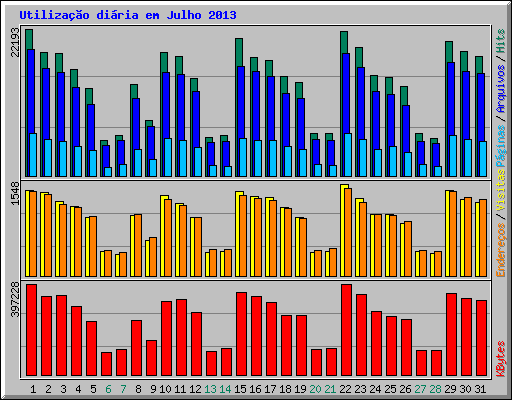 Utilização diária em Julho 2013
22193
1548
397228
Endereços / Visitas Páginas / Arquivos / Hits
KBytes
1 2 3 4 5 6 7 8 9 10 11 12 13 14 15 16 17 18 19 20 21 22 23 24 25 26 27 28 29 30 31